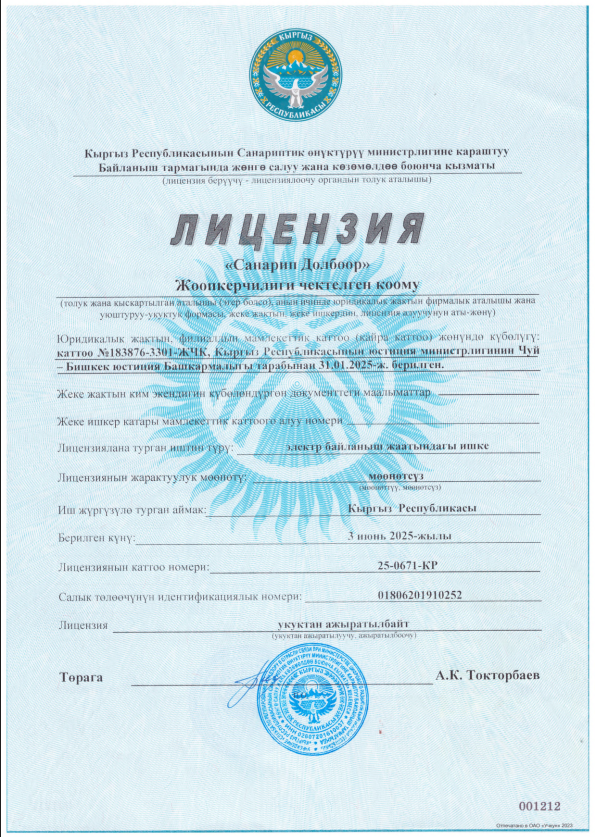 КЫРГЫЗ
РЕСПУБЛИКАСЫ
Кыргыз Республикасынын Санариптик өнүктүрүү министрлигине караштуу
Байланыш тармагында жөнгө салуу жана көзөмөлдөө боюнча кызматы
(лицензия берүүчү - лицензиялоочу органдын толук аталышы)
ЛИЦЕНЗИЯ
«Санарип Долбоор»
Жоопкерчилиги чектелген коому
(толук жана кыскартылган аталышы (эгер болсо), анын ичинде юридикалык жактын фирмалык аталышы жана
уюштуруу-укуктук формасы, жеке жактын, жеке ишкердин, лицензия алуучунун аты-жөнү)
Юридикалык жактын, филиалдын мамлекеттик каттоо (кайра каттоо) жөнүндө күбөлүгү:
каттоо №183876-3301-ЖЧК, Кыргыз Республикасынын юстиция министрлигинин Чуй
– Бишкек юстиция Башкармалыгы тарабынан 31.01.2025-ж. берилген.
Жеке жактын ким экендигин күбөлөндүргөн документтеги маалыматтар
Жеке ишкер катары мамлекеттик каттоого алуу номери
Лицензиялана турган иштин түрү: электр байланыш жаатындагы ишке
Лицензиянын жарактуулук мөөнөтү: мөөнөтсүз
(мөөнөттүү, мөөнөтсүз)
Иш жүргүзүлө турган аймак: Кыргыз Республикасы
Берилген күнү: 3 июнь 2025-жылы
Лицензиянын каттоо номери: 25-0671-КР
Салык төлөөчүнүн идентификациялык номери: 01806201910252
Лицензия укуктан ажыратылбайт
(укуктан ажыратылуучу, ажыратылбоочу)
Төрага А.К. Токторбаев
001212
Отпечатано в ОАО «Учкун» 2023